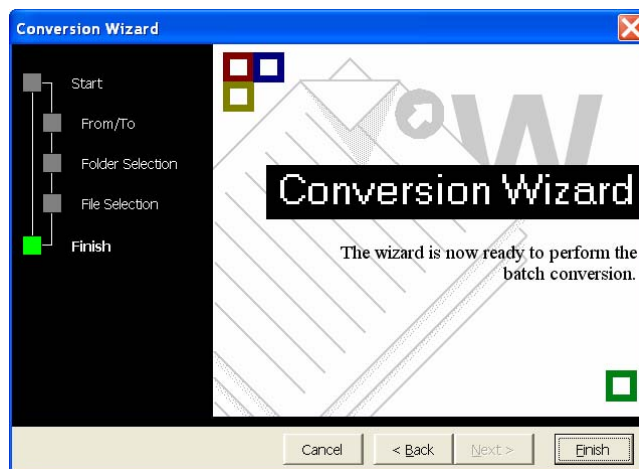 Conversion Wizard
Start
From/To
Folder Selection
File Selection
Finish
W
Conversion Wizard
The wizard is now ready to perform the
batch conversion.
Cancel
< Back
Next >
Finish